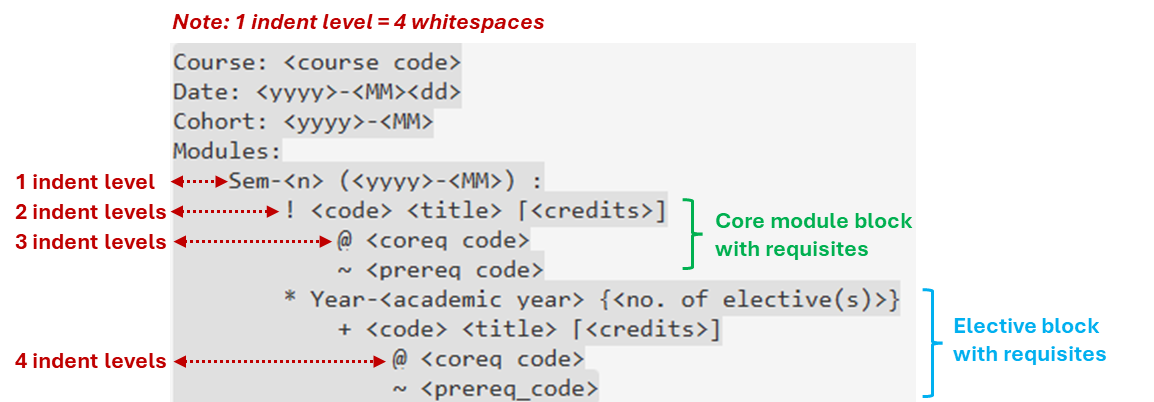 Note: 1 indent level = 4 whitespaces
Course: <course code>
Date: <yyyy>-<MM><dd>
Cohort: <yyyy>-<MM>
Modules:
1 indent level
Sem-<n> (<yyyy>-<MM>) :
2 indent levels
! <code> <title> [<credits>]
3 indent levels
@ <coreq code>
~ <prereq code>
Core module block
with requisites
* Year-<academic year> {<no. of elective(s)>}
+ <code> <title> [<credits>]
4 indent levels
@ <coreq code>
~ <prereq_code>
Elective block
with requisites